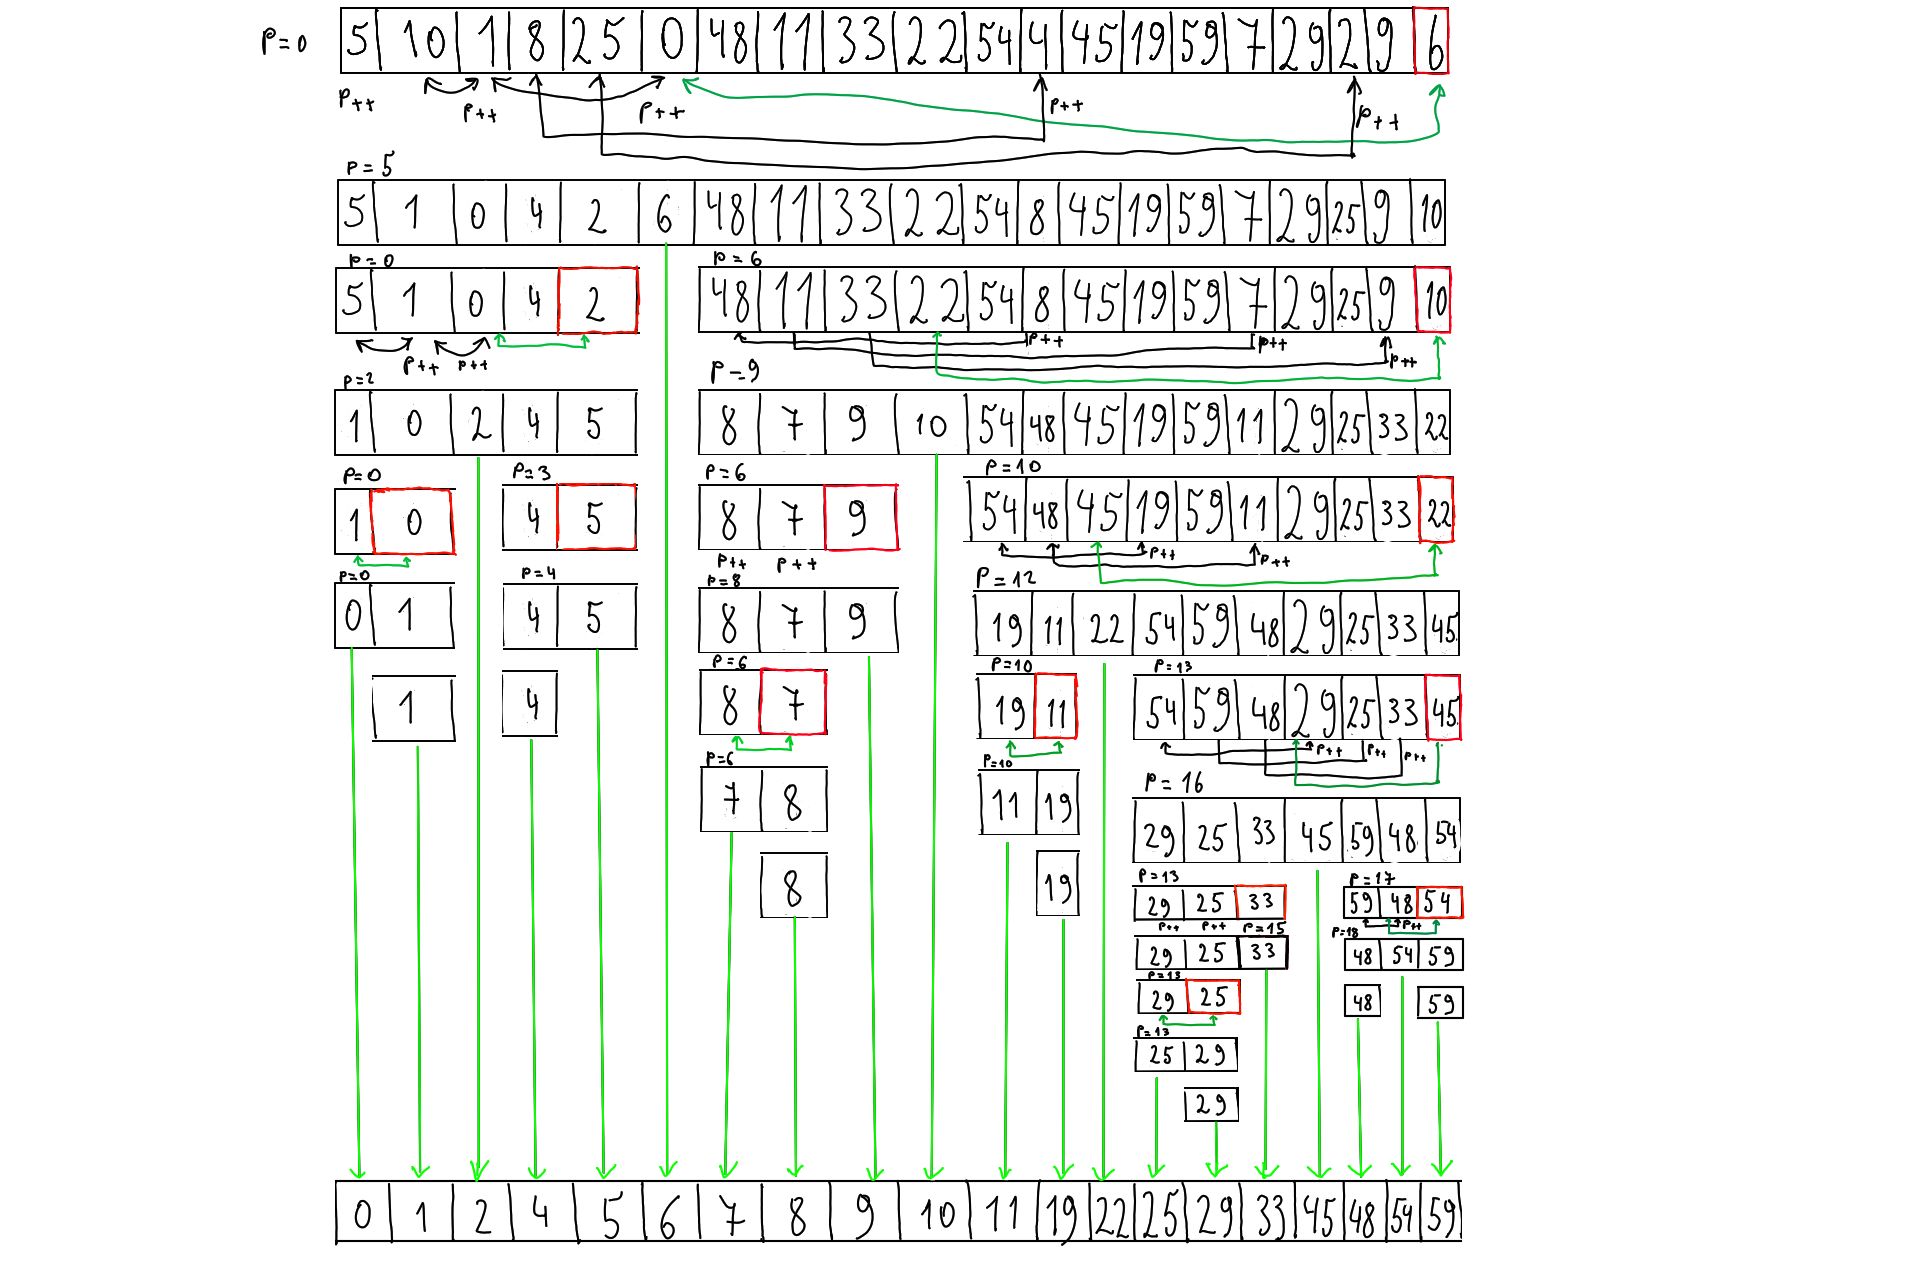 P=0 5 10 1 8 25 0 48 11 33 22 54 4 45 19 59 7 29 2 9 6
P++ P++ P++ P++ P++
P=5
5 1 0 4 2 6 48 11 33 22 54 8 45 19 59 7 29 25 9 10
P=0 P=6
5 1 0 4 2 48 11 33 22 54 8 45 19 59 7 29 25 9 10
P++ P++ P++ P++ P++
P=2 P=9
1 0 2 4 5 8 7 9 10 54 48 45 19 59 11 29 25 33 22
P=0 P=3 P=6 P=10
1 0 4 5 8 7 9 54 48 45 19 59 11 29 25 33 22
P++ P++ P++ P++
P=0 P=4 P=8 P=12
0 1 4 5 8 7 9 19 11 22 54 59 48 29 25 33 45
P=6 P=10 P=13
1 4 8 7 19 11 54 59 48 29 25 33 45
P++ P++ P++
P=6 P=10 P=16
7 8 11 19 29 25 33 45 59 48 54
P=13 P=17
8 19 29 25 33 59 48 54
P++ P++ P=15 P++
P=18
29 25 33 48 54 59
P=13
29 25 48 59
P=13
25 29
29
0 1 2 4 5 6 7 8 9 10 11 19 22 25 29 33 45 48 54 59